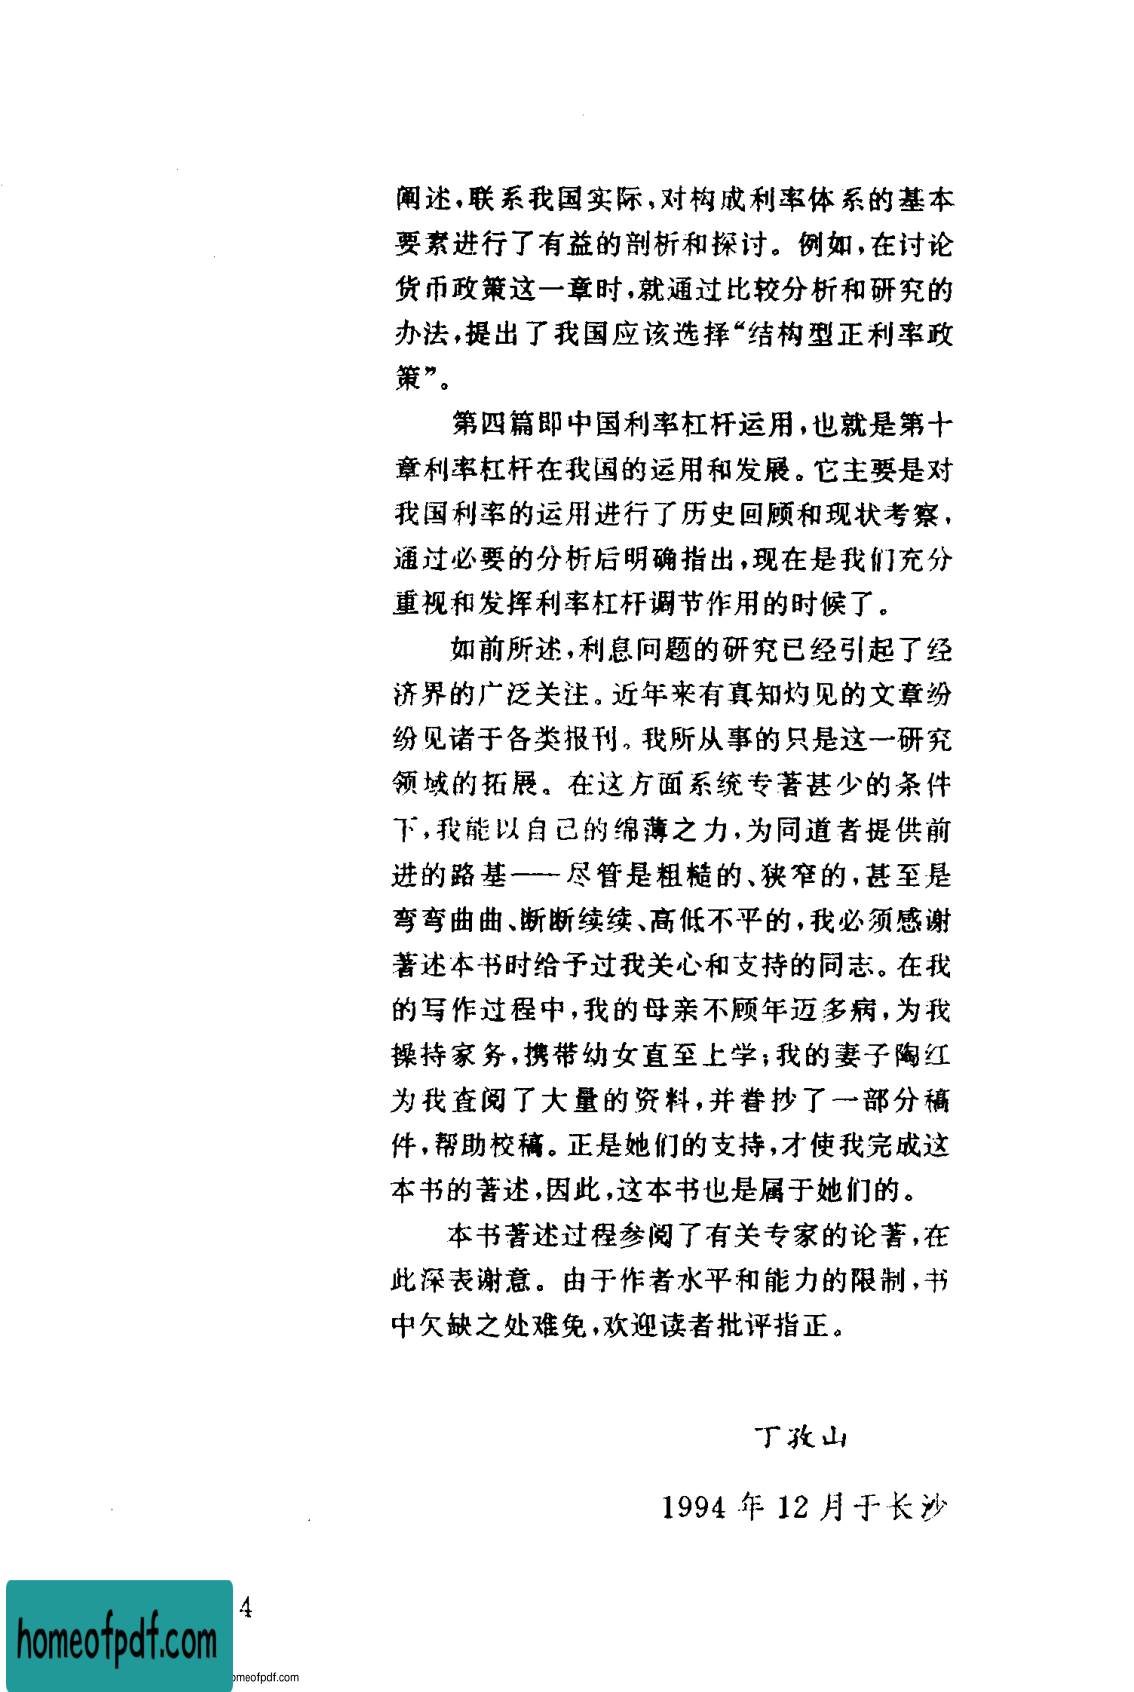 阐述，联系我国实际，对构成利率体系的基本
要素进行了有益的剖析和探讨。例如，在讨论
货币政策这一章时，就通过比较分析和研究的
办法，提出了我国应该选择“结构型正利率政
策”。
第四篇即中国利率杠杆运用，也就是第十
章利率杠杆在我国的运用和发展。它主要是对
我国利率的运用进行了历史回顾和现状考察，
通过必要的分析后明确指出，现在是我们充分
重视和发挥利率杠杆调节作用的时候了。
如前所述，利息问题的研究已经引起了经
济界的广泛关注。近年来有真知灼见的文章纷
纷见诸于各类报刊。我所从事的只是这一研究
领域的拓展。在这方面系统专著甚少的条件
下，我能以自己的绵薄之力，为同道者提供前
进的路基——尽管是粗糙的、狭窄的，甚至是
弯弯曲曲、断断续续、高低不平的，我必须感谢
著述本书时给予过我关心和支持的同志。在我
的写作过程中，我的母亲不顾年迈多病，为我
操持家务，携带幼女直至上学；我的妻子陶红
为我查阅了大量的资料，并誊抄了一部分稿
件，帮助校稿。正是她们的支持，才使我完成这
本书的著述，因此，这本书也是属于她们的。
本书著述过程参阅了有关专家的论著，在
此深表谢意。由于作者水平和能力的限制，书
中欠缺之处难免，欢迎读者批评指正。
丁孜山
1994 年 12 月于长沙
4
homeofpdf.com
omeofpdf.com